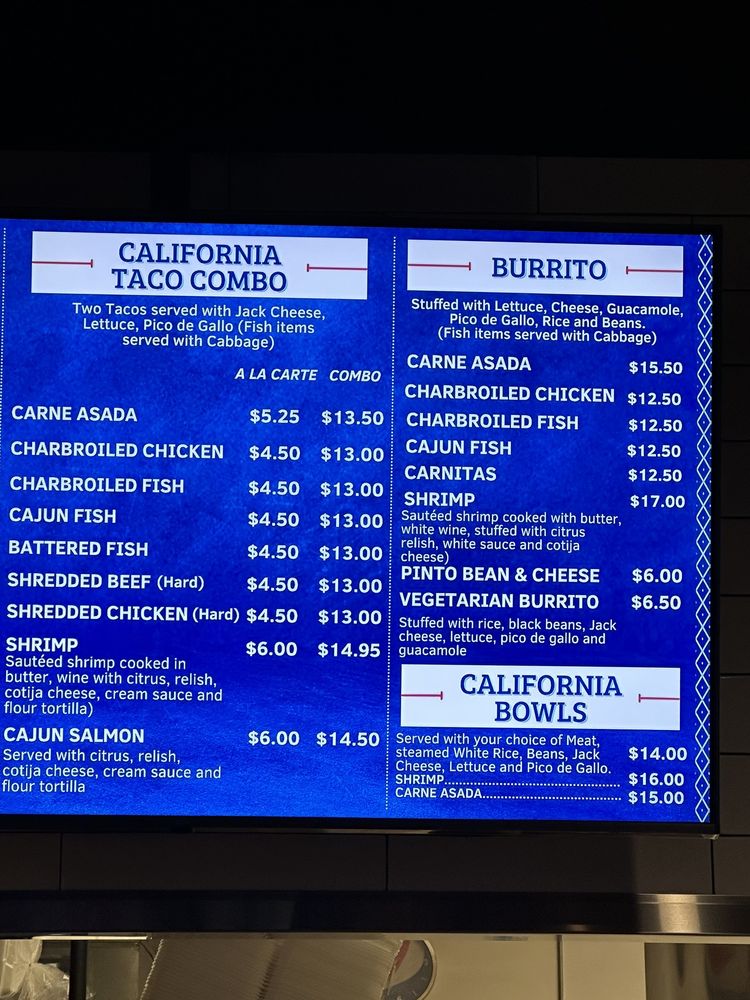 CALIFORNIA
TACO COMBO
Two Tacos served with Jack Cheese,
Lettuce, Pico de Gallo (Fish items
served with Cabbage)
A LA CARTE COMBO
CARNE ASADA $5.25 $13.50
CHARBROILED CHICKEN $4.50 $13.00
CHARBROILED FISH $4.50 $13.00
CAJUN FISH $4.50 $13.00
BATTERED FISH $4.50 $13.00
SHREDDED BEEF (Hard) $4.50 $13.00
SHREDDED CHICKEN (Hard) $4.50 $13.00
SHRIMP $6.00 $14.95
Sautéed shrimp cooked in
butter, wine with citrus, relish,
cotija cheese, cream sauce and
flour tortilla)
CAJUN SALMON $6.00 $14.50
Served with citrus, relish,
cotija cheese, cream sauce and
flour tortilla
BURRITO
Stuffed with Lettuce, Cheese, Guacamole,
Pico de Gallo, Rice and Beans.
(Fish items served with Cabbage)
CARNE ASADA $15.50
CHARBROILED CHICKEN $12.50
CHARBROILED FISH $12.50
CAJUN FISH $12.50
CARNITAS $12.50
SHRIMP $17.00
Sautéed shrimp cooked with butter,
white wine, stuffed with citrus
relish, white sauce and cotija
cheese)
PINTO BEAN & CHEESE $6.00
VEGETARIAN BURRITO $6.50
Stuffed with rice, black beans, Jack
cheese, lettuce, pico de gallo and
guacamole
CALIFORNIA
BOWLS
Served with your choice of Meat,
steamed White Rice, Beans, Jack $14.00
Cheese, Lettuce and Pico de Gallo.
SHRIMP.......................................... $16.00
CARNE ASADA................................. $15.00